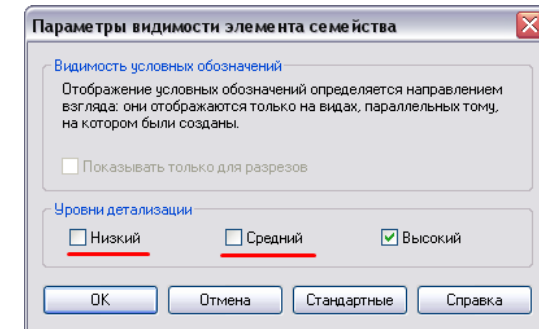 Параметры видимости элемента семейства
Видимость условных обозначений
Отображение условных обозначений определяется направлением
взгляда: они отображаются только на видах, параллельных тому,
на котором были созданы.
Показывать только для разрезов
Уровни детализации
Низкий Средний Высокий
OK Отмена Стандартные Справка